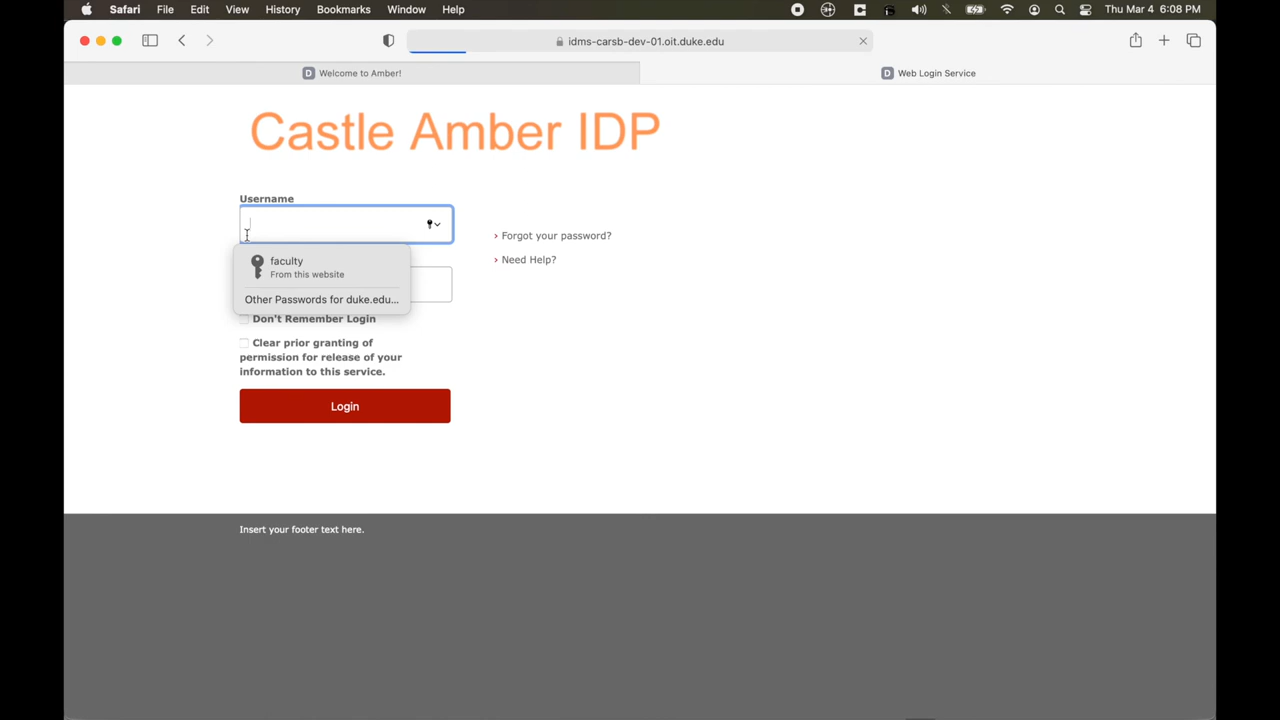 Safari File Edit View History Bookmarks Window Help Thu Mar 4 6:08 PM
idms-carsb-dev-01.oit.duke.edu
D Welcome to Amber! D Web Login Service
Castle Amber IDP
Username
Forgot your password?
faculty
From this website
Need Help?
Other Passwords for duke.edu...
Don't Remember Login
Clear prior granting of
permission for release of your
information to this service.
Login
Insert your footer text here.